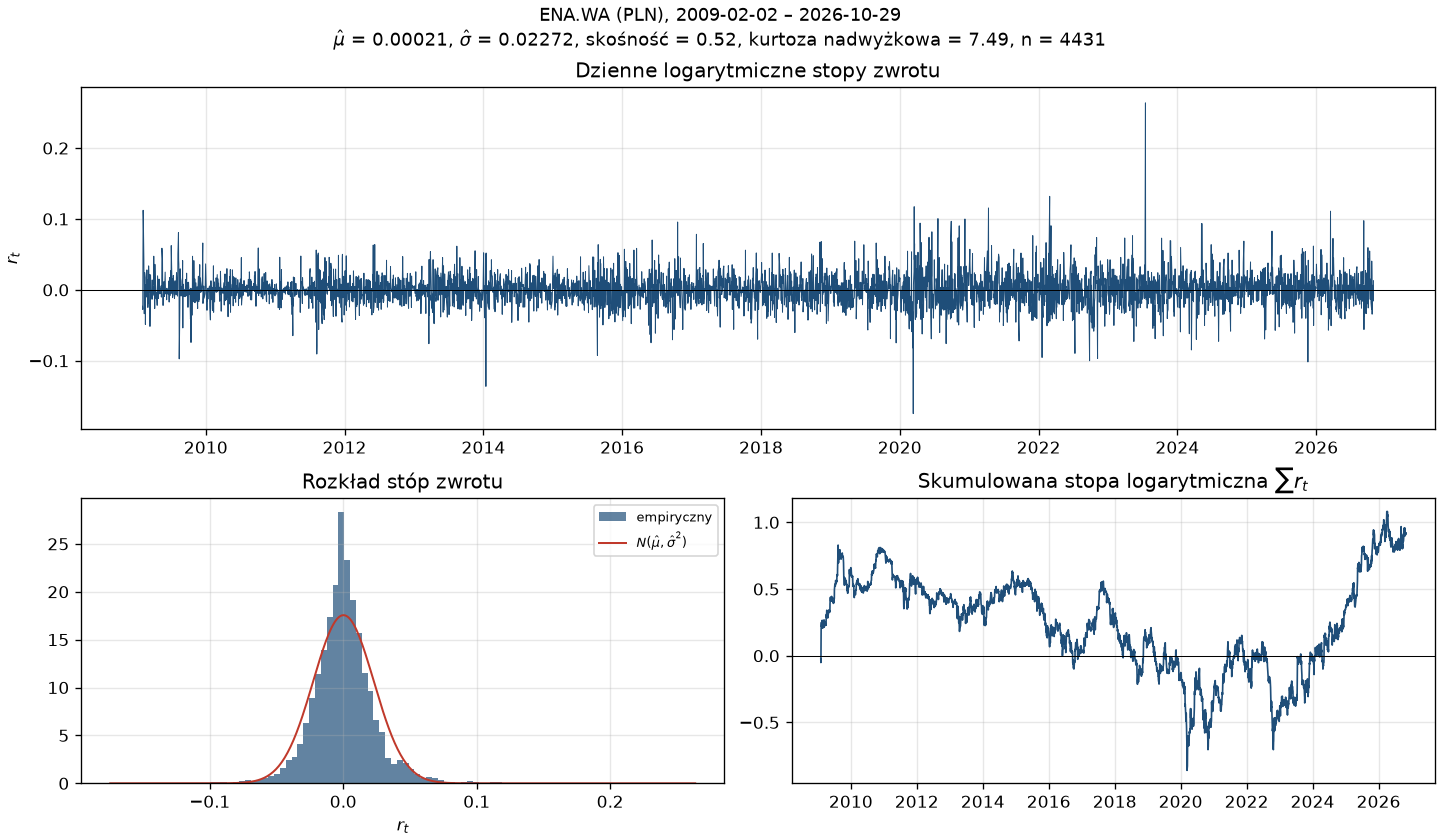 ENA.WA (PLN), 2009-02-02 – 2026-10-29
μ̂ = 0.00021, σ̂ = 0.02272, skośność = 0.52, kurtoza nadwyżkowa = 7.49, n = 4431
Dzienne logarytmiczne stopy zwrotu
r_t
0.2
0.1
0.0
−0.1
2010 2012 2014 2016 2018 2020 2022 2024 2026
Rozkład stóp zwrotu
empiryczny
N(μ̂, σ̂²)
25
20
15
10
5
0
−0.1 0.0 0.1 0.2
r_t
Skumulowana stopa logarytmiczna ∑r_t
1.0
0.5
0.0
−0.5
2010 2012 2014 2016 2018 2020 2022 2024 2026